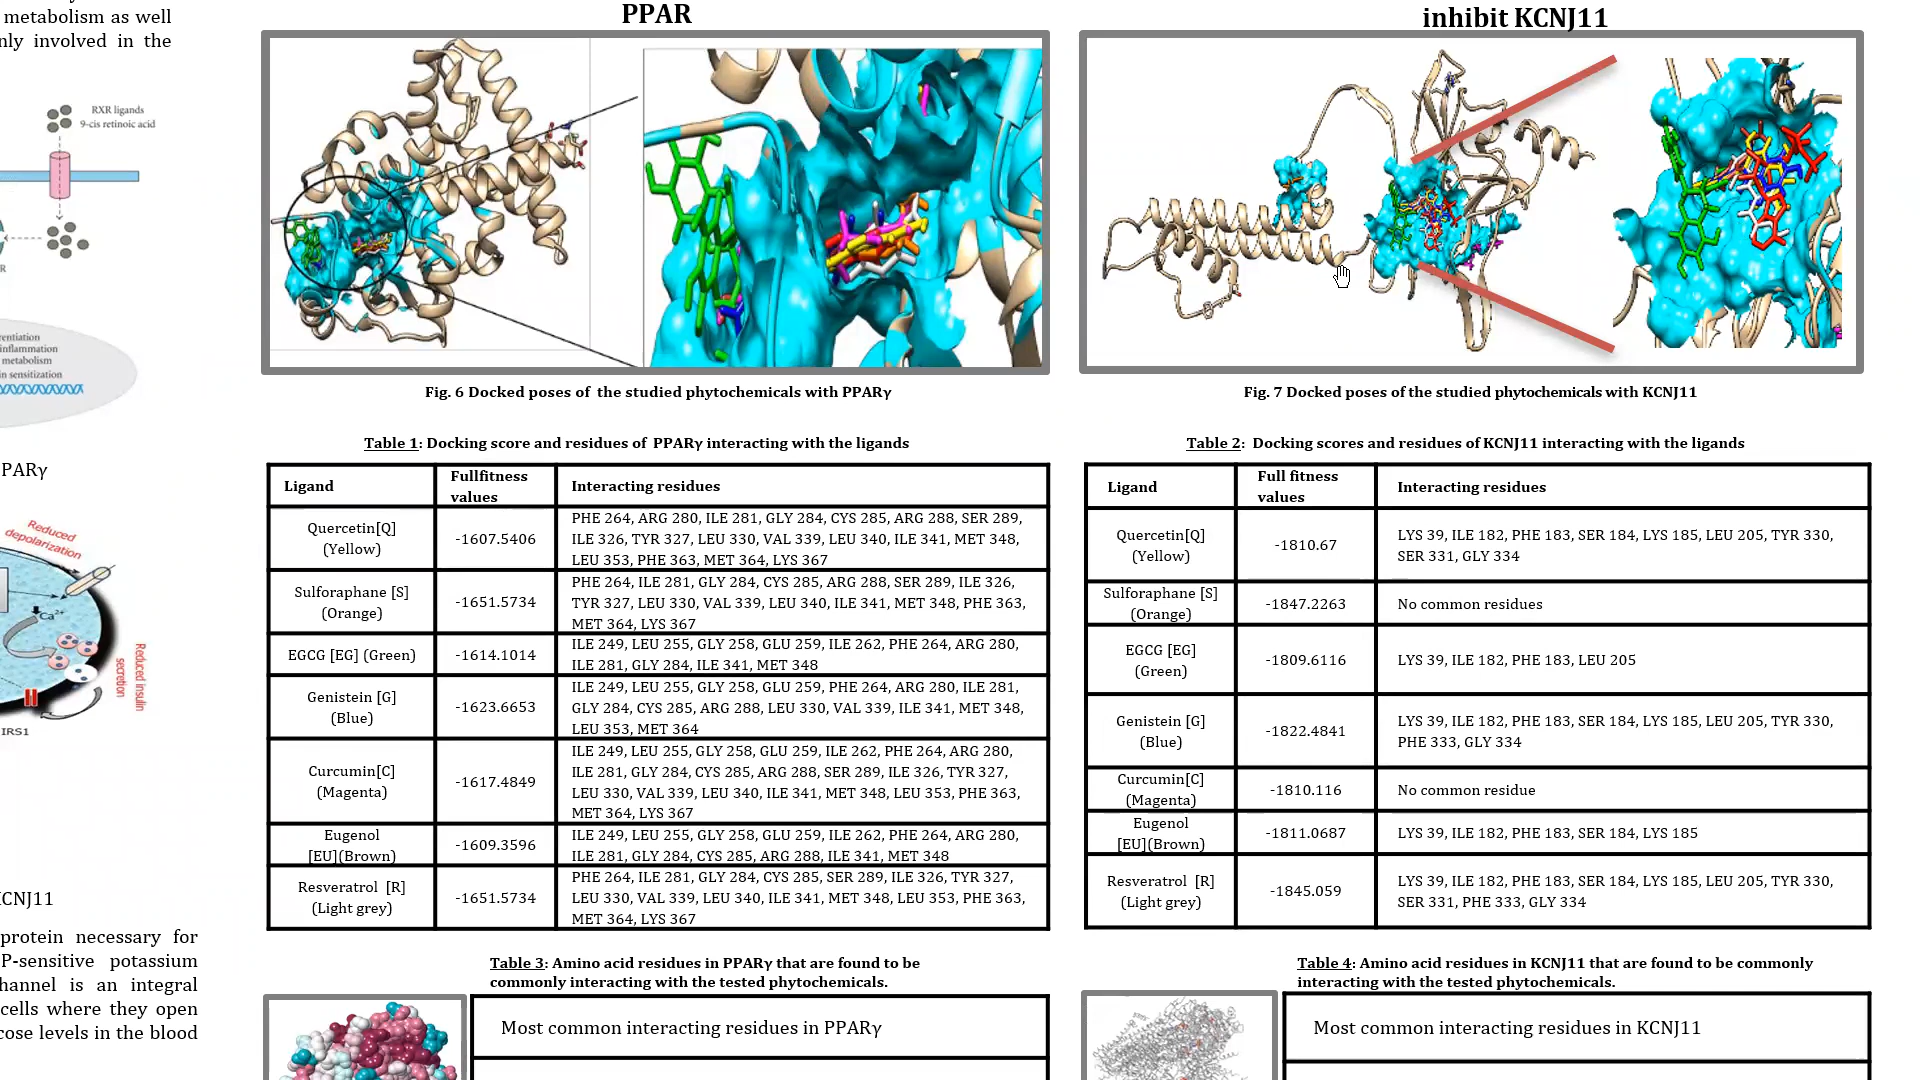 metabolism as well
nly involved in the
RXR ligands
9-cis retinoic acid
R
rentiation
inflammation
metabolism
in sensitization
PARγ
Reduced
depolarization
Ca2+
Reduced insulin
secretion
IRS1
KCNJ11
protein necessary for
P-sensitive potassium
hannel is an integral
cells where they open
cose levels in the blood
PPAR
Fig. 6 Docked poses of the studied phytochemicals with PPARγ
Table 1: Docking score and residues of PPARγ interacting with the ligands
Ligand
Fullfitness
values
Interacting residues
Quercetin[Q]
(Yellow)
-1607.5406
PHE 264, ARG 280, ILE 281, GLY 284, CYS 285, ARG 288, SER 289,
ILE 326, TYR 327, LEU 330, VAL 339, LEU 340, ILE 341, MET 348,
LEU 353, PHE 363, MET 364, LYS 367
Sulforaphane [S]
(Orange)
-1651.5734
PHE 264, ILE 281, GLY 284, CYS 285, ARG 288, SER 289, ILE 326,
TYR 327, LEU 330, VAL 339, LEU 340, ILE 341, MET 348, PHE 363,
MET 364, LYS 367
EGCG [EG] (Green)
-1614.1014
ILE 249, LEU 255, GLY 258, GLU 259, ILE 262, PHE 264, ARG 280,
ILE 281, GLY 284, ILE 341, MET 348
Genistein [G]
(Blue)
-1623.6653
ILE 249, LEU 255, GLY 258, GLU 259, PHE 264, ARG 280, ILE 281,
GLY 284, CYS 285, ARG 288, LEU 330, VAL 339, ILE 341, MET 348,
LEU 353, MET 364
Curcumin[C]
(Magenta)
-1617.4849
ILE 249, LEU 255, GLY 258, GLU 259, ILE 262, PHE 264, ARG 280,
ILE 281, GLY 284, CYS 285, ARG 288, SER 289, ILE 326, TYR 327,
LEU 330, VAL 339, LEU 340, ILE 341, MET 348, LEU 353, PHE 363,
MET 364, LYS 367
Eugenol
[EU](Brown)
-1609.3596
ILE 249, LEU 255, GLY 258, GLU 259, ILE 262, PHE 264, ARG 280,
ILE 281, GLY 284, CYS 285, ARG 288, ILE 341, MET 348
Resveratrol [R]
(Light grey)
-1651.5734
PHE 264, ILE 281, GLY 284, CYS 285, SER 289, ILE 326, TYR 327,
LEU 330, VAL 339, LEU 340, ILE 341, MET 348, LEU 353, PHE 363,
MET 364, LYS 367
Table 3: Amino acid residues in PPARγ that are found to be
commonly interacting with the tested phytochemicals.
Most common interacting residues in PPARγ
inhibit KCNJ11
Fig. 7 Docked poses of the studied phytochemicals with KCNJ11
Table 2: Docking scores and residues of KCNJ11 interacting with the ligands
Ligand
Full fitness
values
Interacting residues
Quercetin[Q]
(Yellow)
-1810.67
LYS 39, ILE 182, PHE 183, SER 184, LYS 185, LEU 205, TYR 330,
SER 331, GLY 334
Sulforaphane [S]
(Orange)
-1847.2263
No common residues
EGCG [EG]
(Green)
-1809.6116
LYS 39, ILE 182, PHE 183, LEU 205
Genistein [G]
(Blue)
-1822.4841
LYS 39, ILE 182, PHE 183, SER 184, LYS 185, LEU 205, TYR 330,
PHE 333, GLY 334
Curcumin[C]
(Magenta)
-1810.116
No common residue
Eugenol
[EU](Brown)
-1811.0687
LYS 39, ILE 182, PHE 183, SER 184, LYS 185
Resveratrol [R]
(Light grey)
-1845.059
LYS 39, ILE 182, PHE 183, SER 184, LYS 185, LEU 205, TYR 330,
SER 331, PHE 333, GLY 334
Table 4: Amino acid residues in KCNJ11 that are found to be commonly
interacting with the tested phytochemicals.
Most common interacting residues in KCNJ11